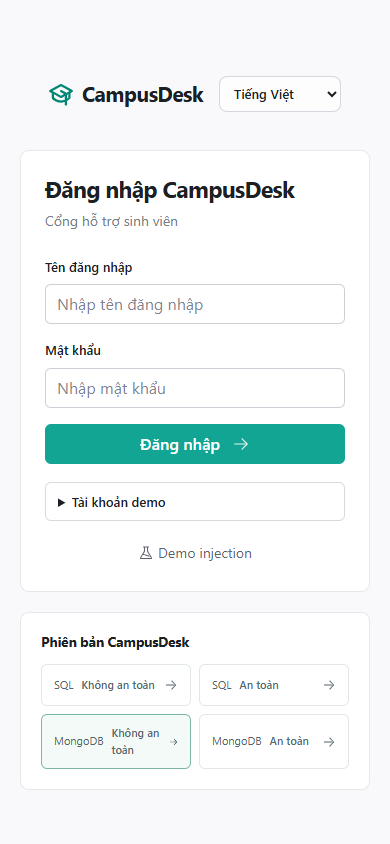 CampusDesk
Tiếng Việt
Đăng nhập CampusDesk
Cổng hỗ trợ sinh viên
Tên đăng nhập
Nhập tên đăng nhập
Mật khẩu
Nhập mật khẩu
Đăng nhập →
▶ Tài khoản demo
Demo injection
Phiên bản CampusDesk
SQL Không an toàn →
SQL An toàn →
MongoDB Không an
toàn →
MongoDB An toàn →